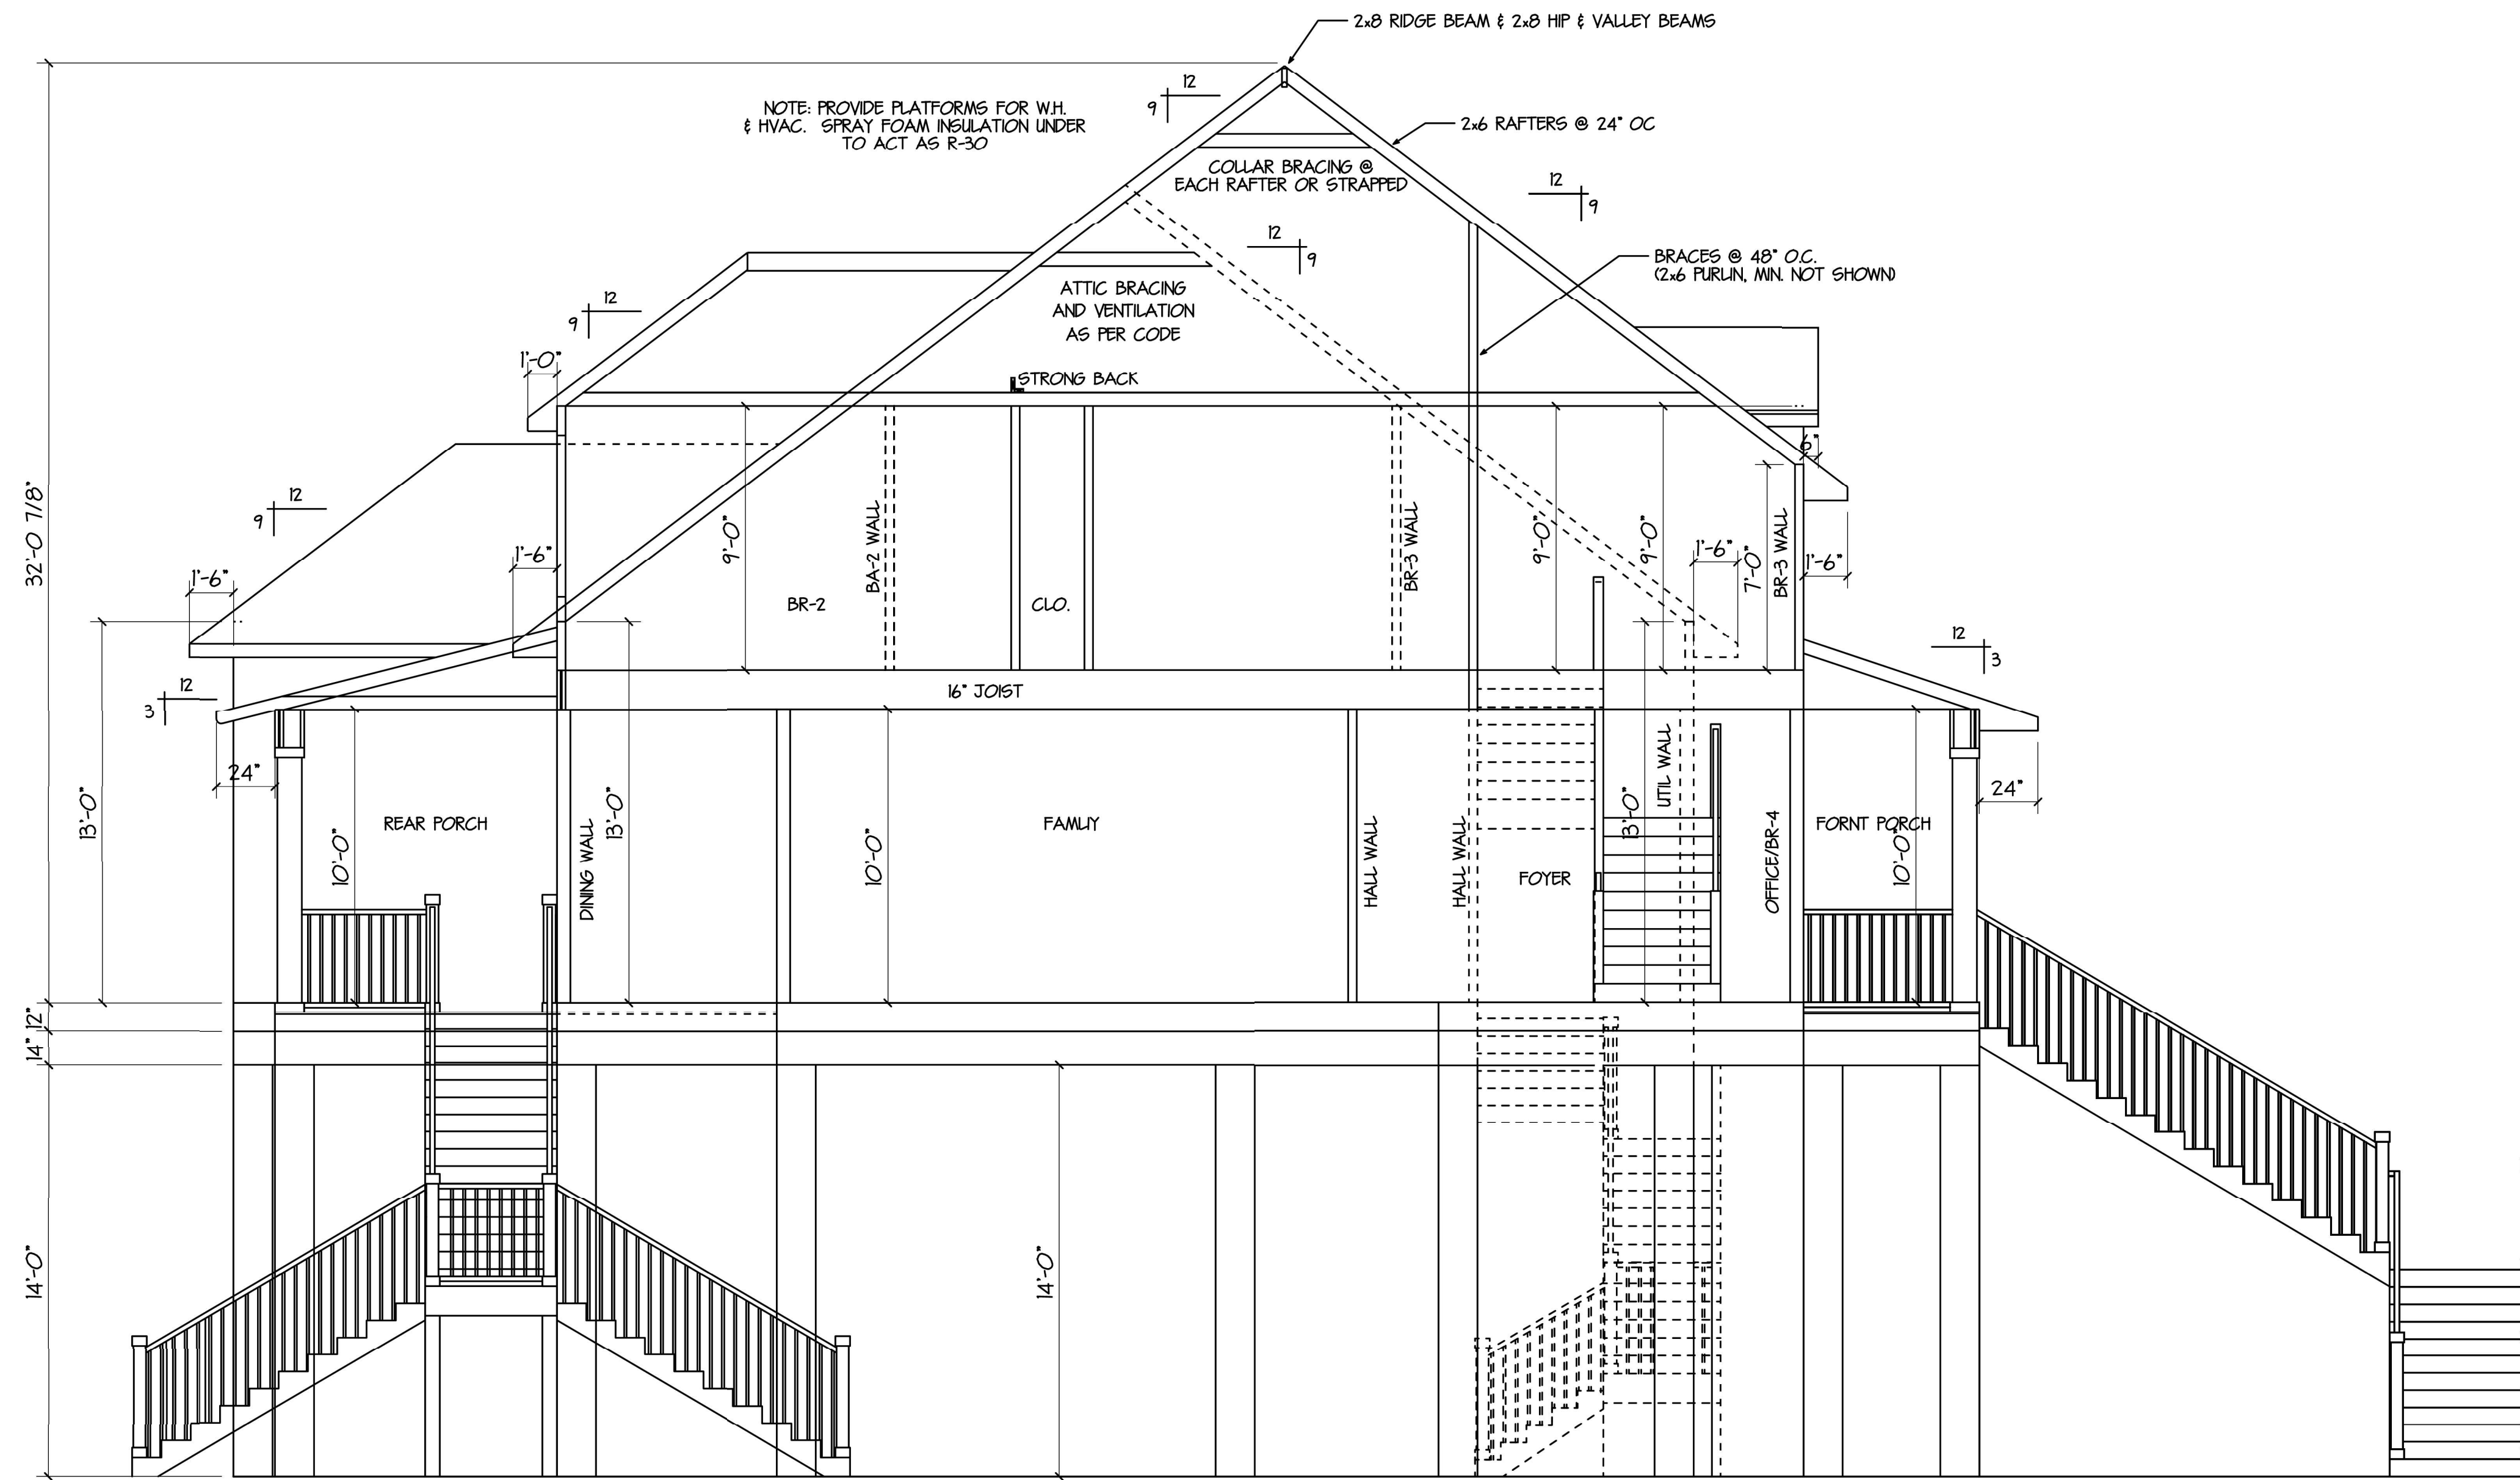 2x8 RIDGE BEAM & 2x8 HIP & VALLEY BEAMS
12
9
NOTE: PROVIDE PLATFORMS FOR W.H.
& HVAC. SPRAY FOAM INSULATION UNDER
TO ACT AS R-30
2x6 RAFTERS @ 24" OC
COLLAR BRACING @
EACH RAFTER OR STRAPPED
12
9
12
9
BRACES @ 48" O.C.
(2x6 PURLIN, MIN. NOT SHOWN)
ATTIC BRACING
AND VENTILATION
AS PER CODE
12
9
1'-0"
STRONG BACK
6"
32'-0 7/8"
12
9
1'-6"
1'-6"
9'-0"
BA-2 WALL
BR-2
CLO.
BR-3 WALL
9'-0"
9'-0"
1'-6"
7'-0"
BR-3 WALL
1'-6"
12
3
12
3
16" JOIST
24"
13'-0"
REAR PORCH
10'-0"
DINING WALL
13'-0"
10'-0"
FAMLIY
HALL WALL
HALL WALL
FOYER
13'-0"
UTIL WALL
OFFICE/BR-4
FORNT PORCH
10'-0"
24"
12"
14"
14'-0"
14'-0"